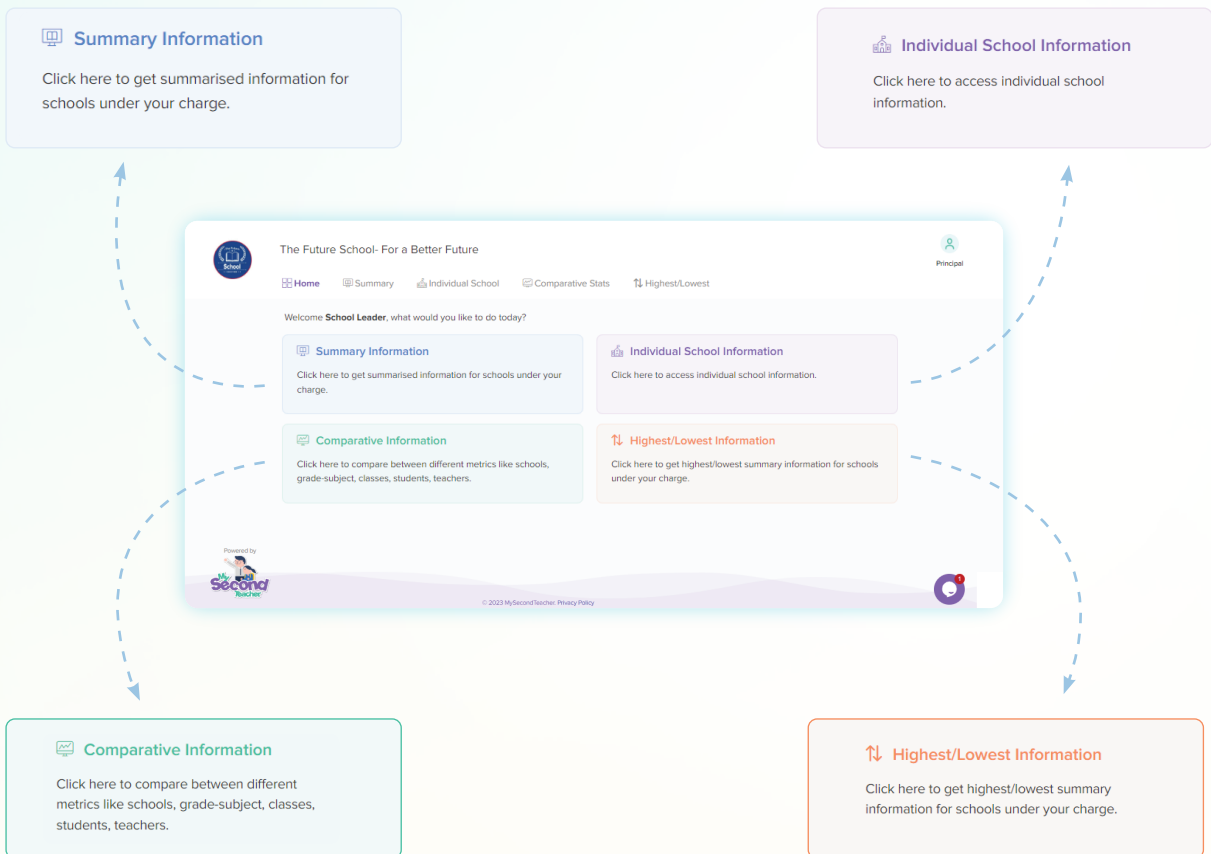 Summary Information
Click here to get summarised information for
schools under your charge.
Individual School Information
Click here to access individual school
information.
The Future School- For a Better Future
School
Principal
Home
Summary
Individual School
Comparative Stats
Highest/Lowest
Welcome School Leader, what would you like to do today?
Summary Information
Click here to get summarised information for schools under your
charge.
Individual School Information
Click here to access individual school information.
Comparative Information
Click here to compare between different metrics like schools,
grade-subject, classes, students, teachers.
Highest/Lowest Information
Click here to get highest/lowest summary information for schools
under your charge.
Powered by
My
Second
Teacher
© 2023 MySecondTeecher. Privacy Policy
1
Comparative Information
Click here to compare between different
metrics like schools, grade-subject, classes,
students, teachers.
Highest/Lowest Information
Click here to get highest/lowest summary
information for schools under your charge.